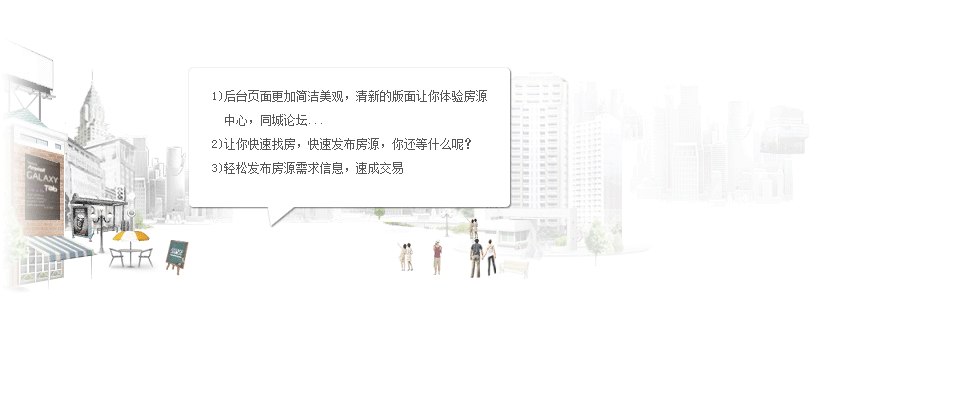 1)后台页面更加简洁美观，清新的版面让你体验房源
中心，同城论坛...
2)让你快速找房，快速发布房源，你还等什么呢？
3)轻松发布房源需求信息，速成交易
GALAXY
Tab